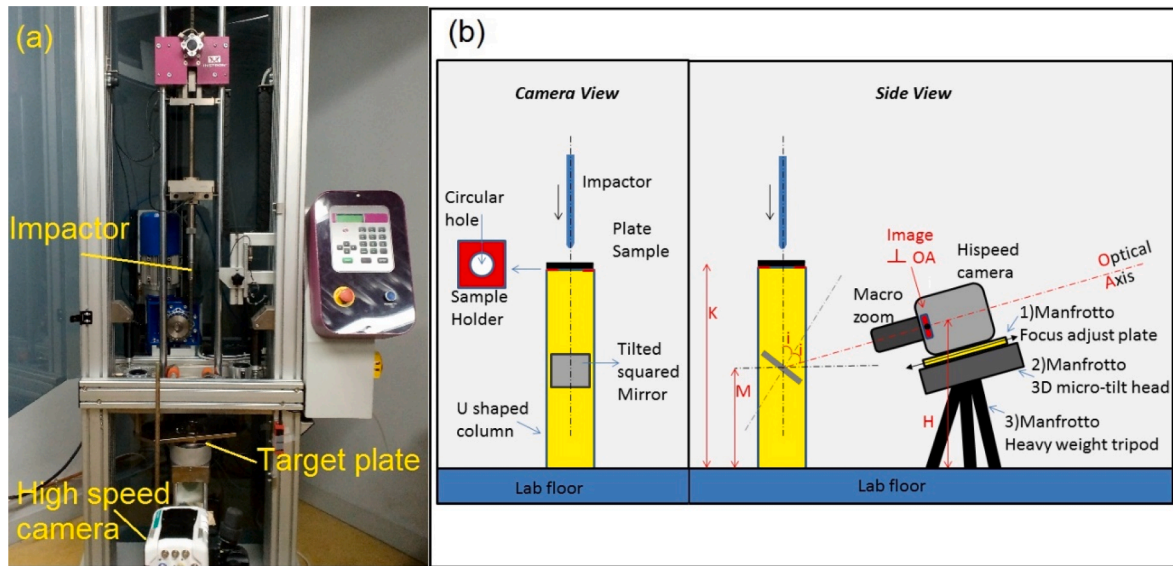 (a)
Impactor
Target plate
High speed
camera
(b)
Camera View
Impactor
Circular
hole
Plate
Sample
Sample
Holder
Tilted
squared
Mirror
U shaped
column
Lab floor
Side View
K
M
i
i
Image
⊥ OA
Hispeed
camera
Optical
Axis
Macro
zoom
1)Manfrotto
Focus adjust plate
2)Manfrotto
3D micro-tilt head
H
3)Manfrotto
Heavy weight tripod
Lab floor